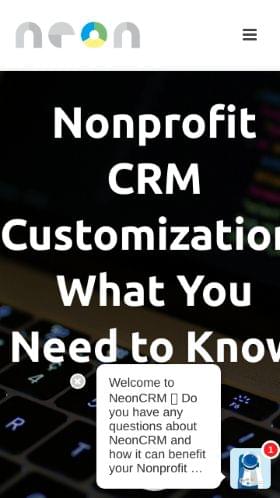 neon
Nonprofit
CRM
Customization
What You
Need to Know
Welcome to
NeonCRM ▯ Do
you have any
questions about
NeonCRM and
how it can benefit
your Nonprofit ...
1